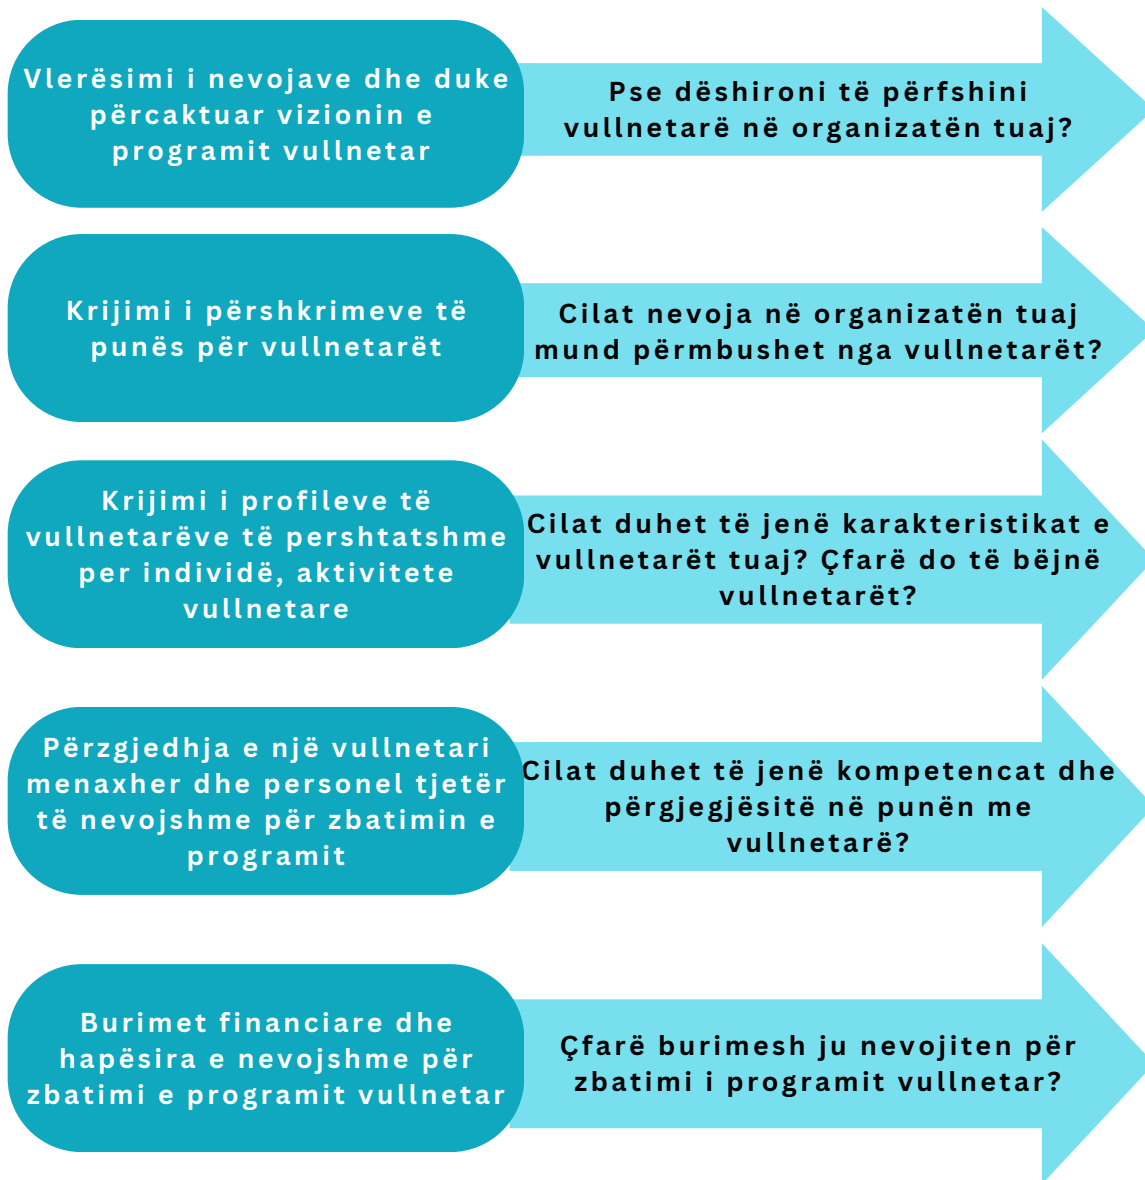 Vlerësimi i nevojave dhe duke
përcaktuar vizionin e
programit vullnetar
Pse dëshironi të përfshini
vullnetarë në organizatën tuaj?
Krijimi i përshkrimeve të
punës për vullnetarët
Cilat nevoja në organizatën tuaj
mund përmbushet nga vullnetarët?
Krijimi i profileve të
vullnetarëve të pershtatshme
per individë, aktivitete
vullnetare
Cilat duhet të jenë karakteristikat e
vullnetarët tuaj? Çfarë do të bëjnë
vullnetarët?
Përzgjedhja e një vullnetari
menaxher dhe personel tjetër
të nevojshme për zbatimin e
programit
Cilat duhet të jenë kompetencat dhe
përgjegjësitë në punën me
vullnetarë?
Burimet financiare dhe
hapësira e nevojshme për
zbatimi e programit vullnetar
Çfarë burimesh ju nevojiten për
zbatimi i programit vullnetar?